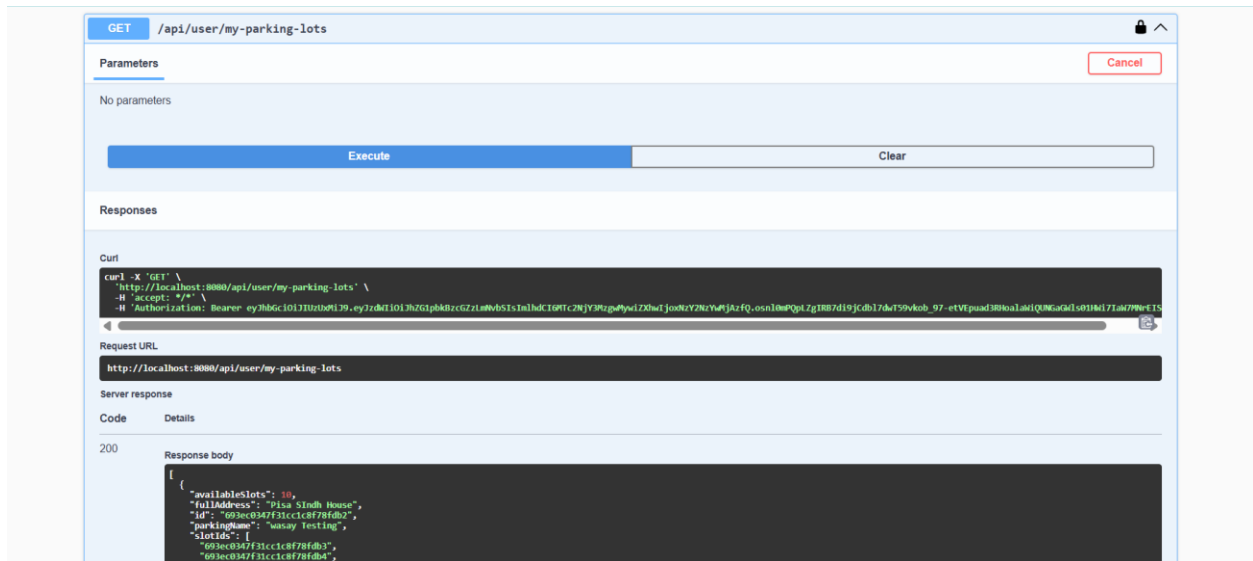 GET /api/user/my-parking-lots
Parameters
Cancel
No parameters
Execute
Clear
Responses
Curl
curl -X 'GET' \
'http://localhost:8080/api/user/my-parking-lots' \
-H 'accept: */*' \
-H 'Authorization: Bearer
Request URL
http://localhost:8080/api/user/my-parking-lots
Server response
Code Details
200
Response body
[
{
"availableSlots": 10,
"fullAddress": "Pisa SIndh House",
"id": "693ec0347f31cc1c8f78fdb2",
"parkingName": "wasay Testing",
"slotIds": [
"693ec0347f31cc1c8f78fdb3",
"693ec0347f31cc1c8f78fdb4",